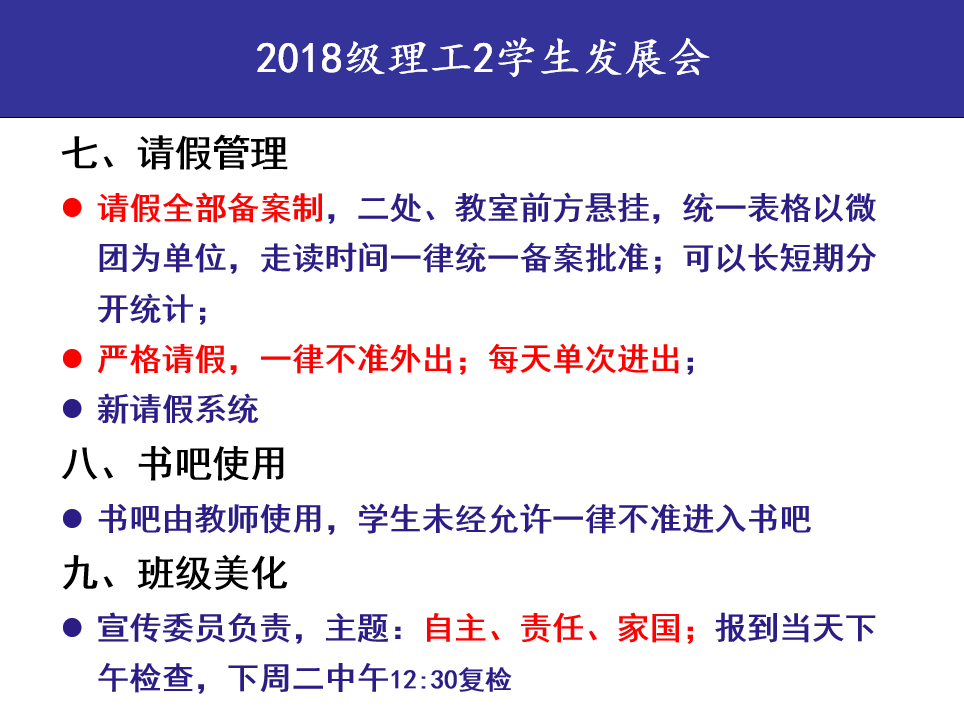 2018级理工2学生发展会
七、请假管理
● 请假全部备案制，二处、教室前方悬挂，统一表格以微
团为单位，走读时间一律统一备案批准；可以长短期分
开统计；
● 严格请假，一律不准外出；每天单次进出；
● 新请假系统
八、书吧使用
● 书吧由教师使用，学生未经允许一律不准进入书吧
九、班级美化
● 宣传委员负责，主题：自主、责任、家国；报到当天下
午检查，下周二中午12:30复检